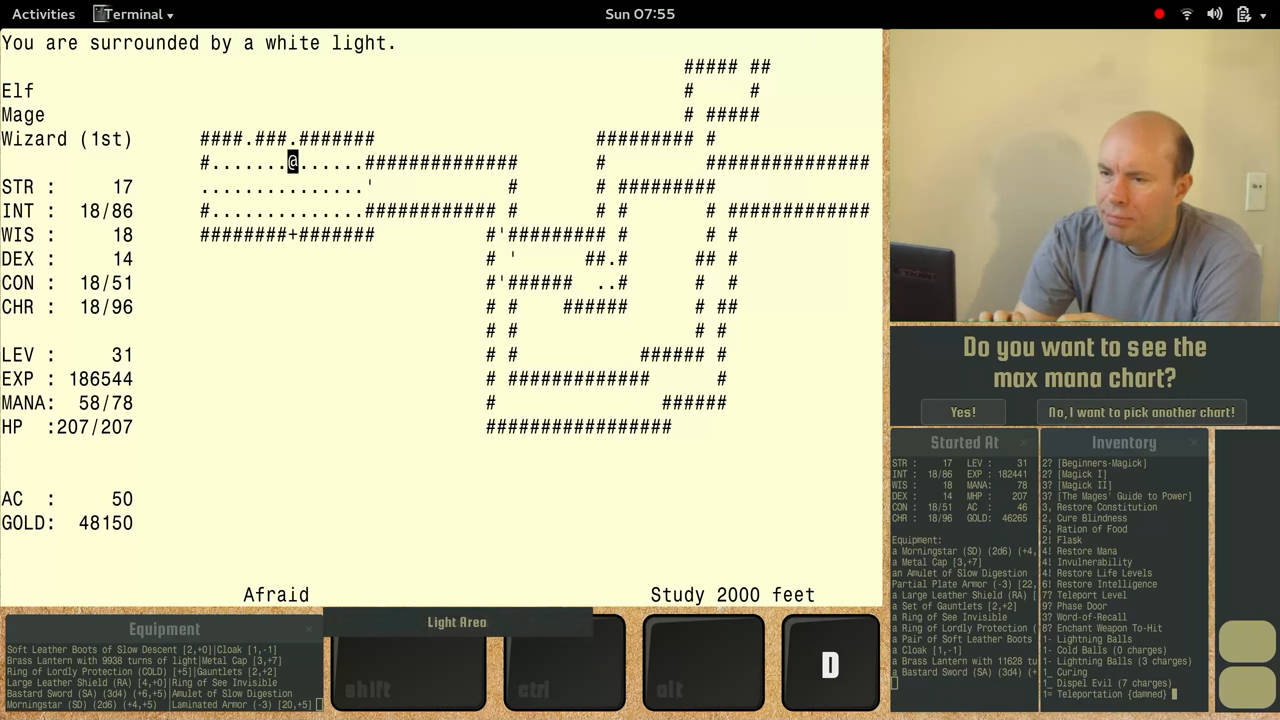 Activities
Terminal
Sun 07:55
You are surrounded by a white light.
Elf
Mage
Wizard (1st)
STR : 17
INT : 18/86
WIS : 18
DEX : 14
CON : 18/51
CHR : 18/96
LEV : 31
EXP : 186544
MANA: 58/78
HP :207/207
AC : 50
GOLD: 48150
##### ##
# #
# #####
####.###.####### ######### #
#.......@......############## # ###############
..............' # # #########
#..............############ # # # # #############
########+####### #'######### # # #
# ' ##.# ## #
#'###### ..# # #
# # ###### # ##
# # # #
# # ###### #
# ############# #
# ######
#################
Afraid
Study 2000 feet
Do you want to see the
max mana chart?
Yes!
No, I want to pick another chart!
Started At
STR : 17 LEV : 31
INT : 18/86 EXP : 182441
WIS : 18 MANA: 78
DEX : 14 MHP : 207
CON : 18/51 AC : 46
CHR : 18/96 GOLD: 46265
Equipment:
a Morningstar (SD) (2d6) (+4,
a Metal Cap [3,+7]
an Amulet of Slow Digestion
Partial Plate Armor (-3) [22,
a Large Leather Shield (RA) [
a Set of Gauntlets [2,+2]
a Ring of See Invisible
a Ring of Lordly Protection (
a Pair of Soft Leather Boots
a Cloak [1,-1]
a Brass Lantern with 11628 tu
a Bastard Sword (SA) (3d4) (+
Inventory
2? [Beginners-Magick]
2? [Magick I]
3? [Magick II]
3? [The Mages' Guide to Power]
3, Restore Constitution
2, Cure Blindness
5, Ration of Food
2! Flask
4! Restore Mana
4! Invulnerability
4! Restore Life Levels
6! Restore Intelligence
7? Teleport Level
9? Phase Door
3? Word-of-Recall
8? Enchant Weapon To-Hit
1- Lightning Balls
1- Cold Balls (0 charges)
1- Lightning Balls (3 charges)
1_ Curing
1_ Dispel Evil (7 charges)
1= Teleportation {damned}
Equipment
Soft Leather Boots of Slow Descent [2,+0]|Cloak [1,-1]
Brass Lantern with 9938 turns of light|Metal Cap [3,+7]
Ring of Lordly Protection (COLD) [+5]|Gauntlets [2,+2]
Large Leather Shield (RA) [4,+0]|Ring of See Invisible
Bastard Sword (SA) (3d4) (+6,+5)|Amulet of Slow Digestion
Morningstar (SD) (2d6) (+4,+5) |Laminated Armor (-3) [20,+5]
Light Area
shift
ctrl
alt
D